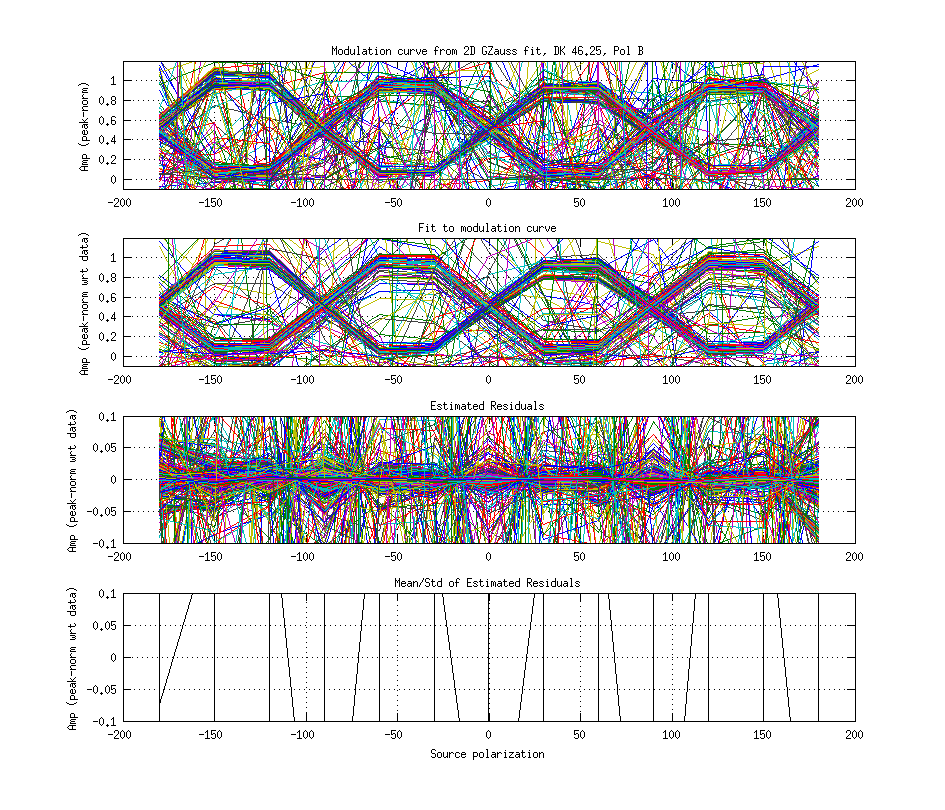 Modulation curve from 2D GZauss fit, DK 46.25, Pol B
Amp (peak-norm)
1
0.8
0.6
0.4
0.2
0
-200 -150 -100 -50 0 50 100 150 200
Fit to modulation curve
Amp (peak-norm wrt data)
1
0.8
0.6
0.4
0.2
0
-200 -150 -100 -50 0 50 100 150 200
Estimated Residuals
Amp (peak-norm wrt data)
0.1
0.05
0
-0.05
-0.1
-200 -150 -100 -50 0 50 100 150 200
Mean/Std of Estimated Residuals
Amp (peak-norm wrt data)
0.1
0.05
0
-0.05
-0.1
-200 -150 -100 -50 0 50 100 150 200
Source polarization